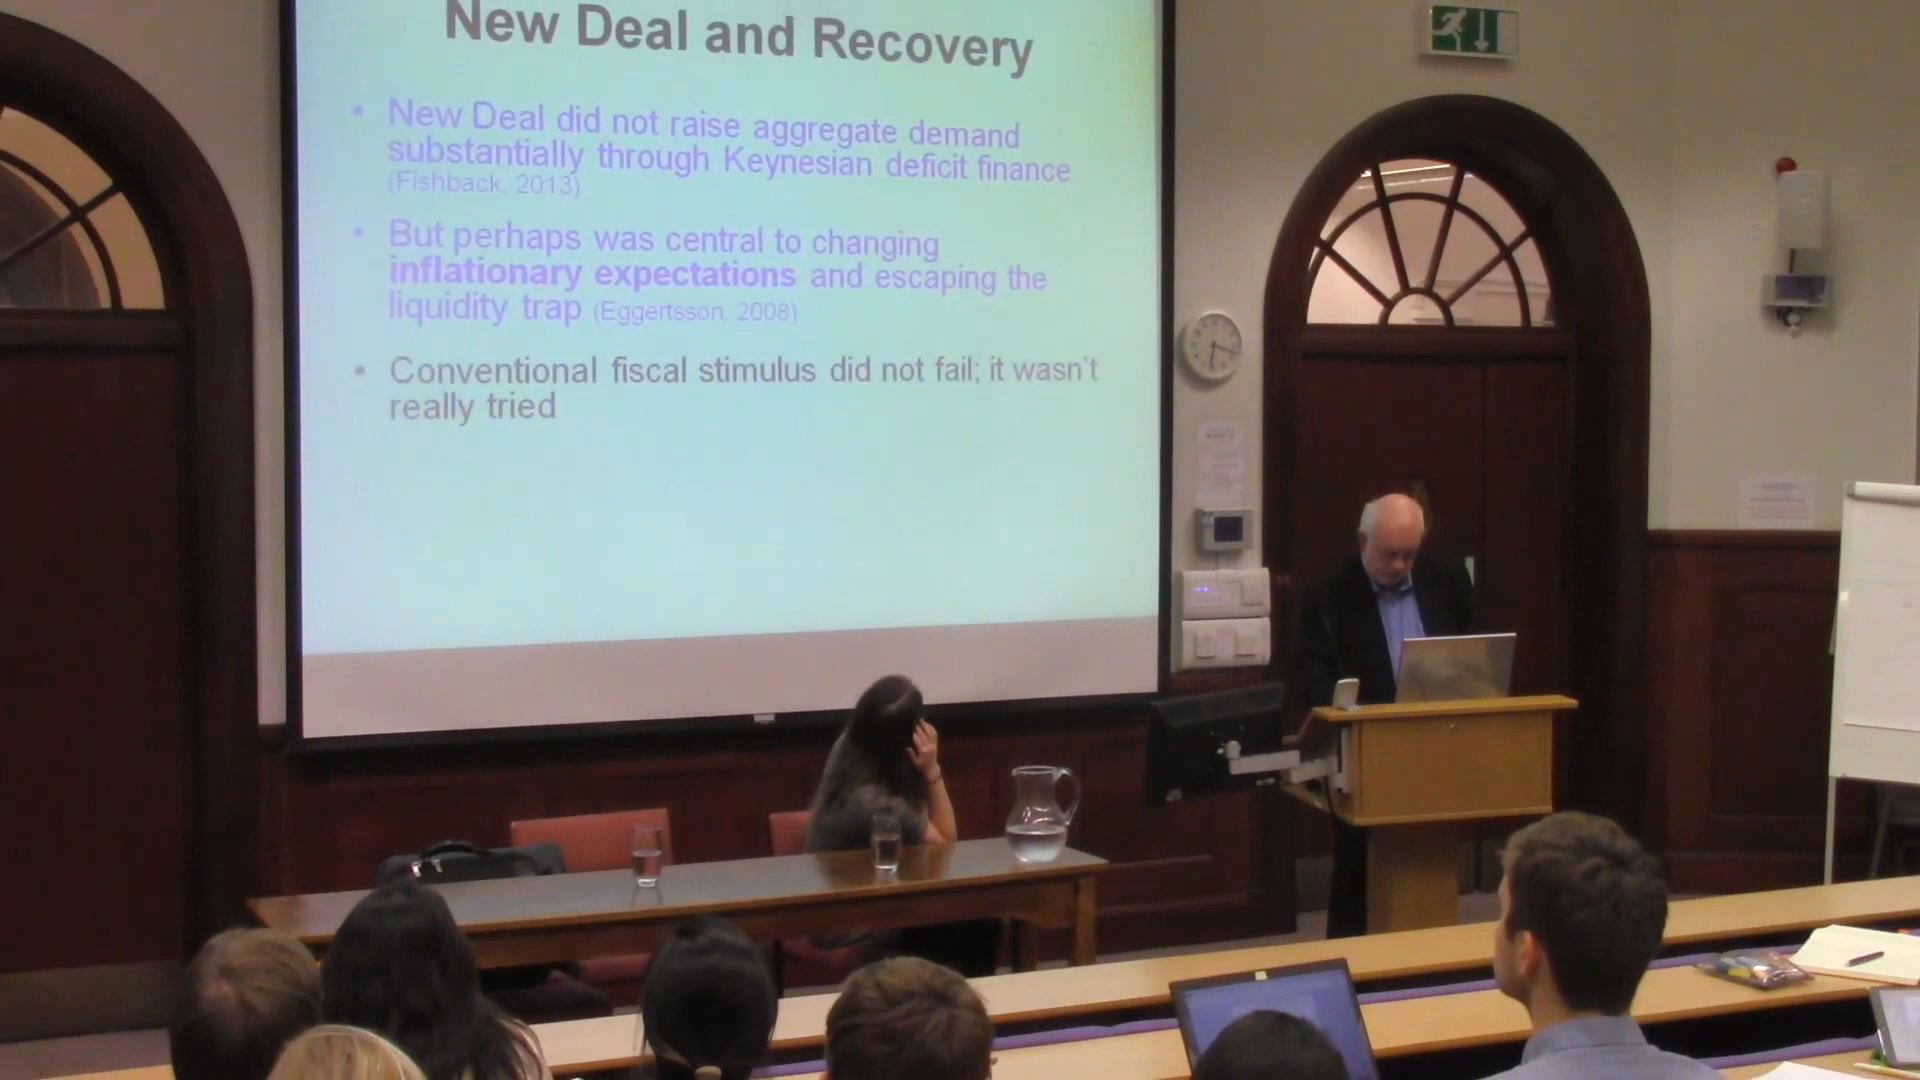 New Deal and Recovery
• New Deal did not raise aggregate demand
substantially through Keynesian deficit finance
(Fishback, 2013)
• But perhaps was central to changing
inflationary expectations and escaping the
liquidity trap (Eggertsson, 2008)
• Conventional fiscal stimulus did not fail; it wasn't
really tried